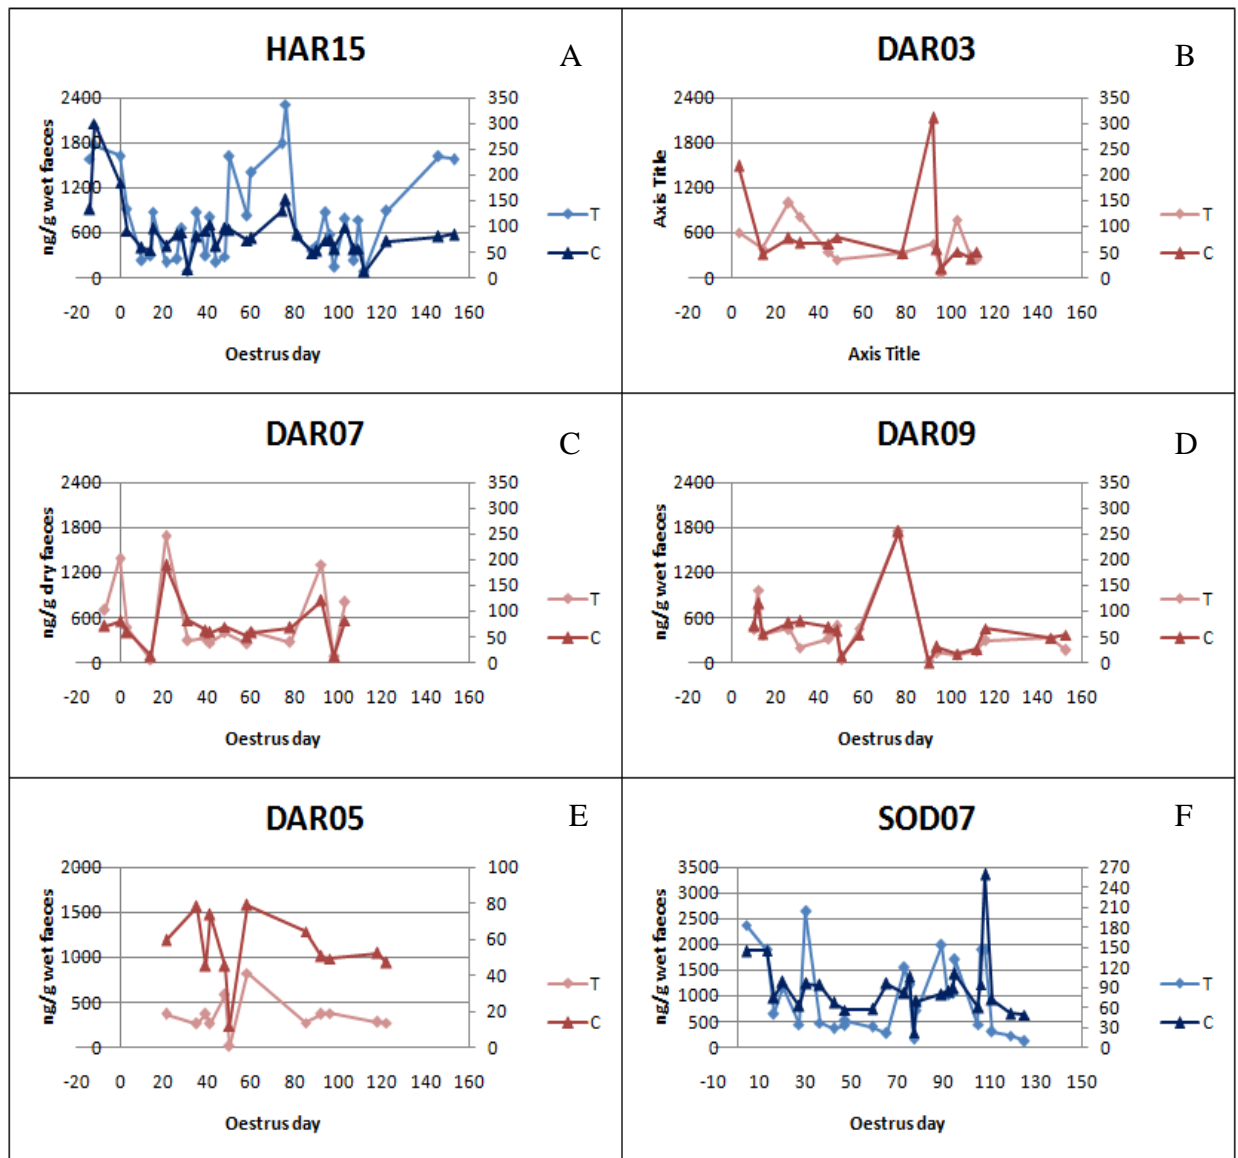 HAR15
A
ng/g wet faeces
2400 1800 1200 600 0
350 300 250 200 150 100 50 0
-20 0 20 40 60 80 100 120 140 160
Oestrus day
T
C
DAR03
B
Axis Title
2400 1800 1200 600 0
350 300 250 200 150 100 50 0
-20 0 20 40 60 80 100 120 140 160
Axis Title
T
C
DAR07
C
ng/g dry faeces
2400 1800 1200 600 0
350 300 250 200 150 100 50 0
-20 0 20 40 60 80 100 120 140 160
Oestrus day
T
C
DAR09
D
ng/g wet faeces
2400 1800 1200 600 0
350 300 250 200 150 100 50 0
-20 0 20 40 60 80 100 120 140 160
Oestrus day
T
C
DAR05
E
ng/g wet faeces
2000 1500 1000 500 0
100 80 60 40 20 0
-20 0 20 40 60 80 100 120 140 160
Oestrus day
T
C
SOD07
F
ng/g wet faeces
3500 3000 2500 2000 1500 1000 500 0
270 240 210 180 150 120 90 60 30 0
-10 10 30 50 70 90 110 130 150
Oestrus day
T
C